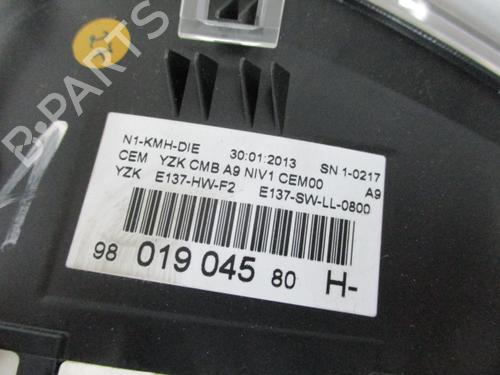 B-PARTS
N1-KMH-DIE 30:01:2013 SN 1-0217
CEM YZK CMB A9 NIV1 CEM00 A9
YZK E137-HW-F2 E137-SW-LL-0800
98 019 045 80 H-